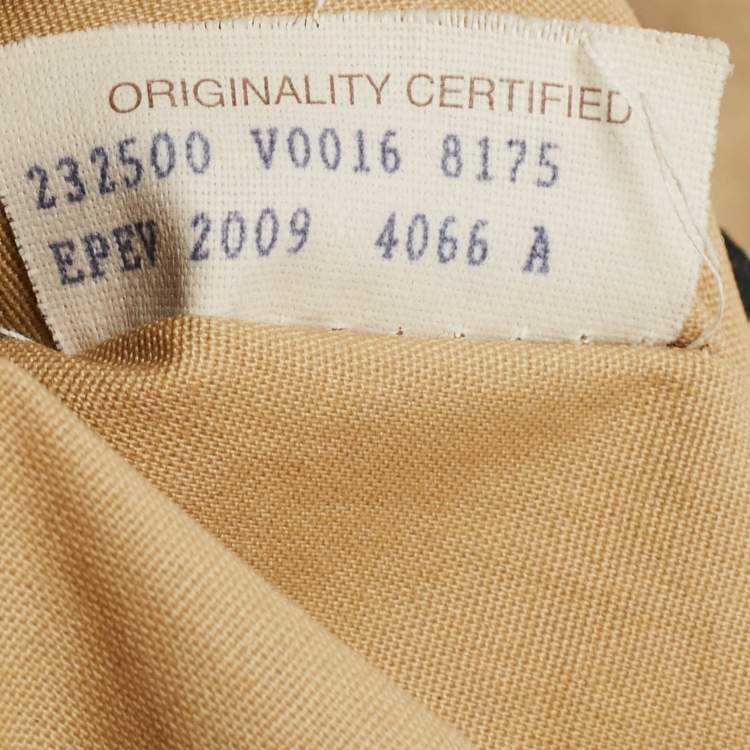 ORIGINALITY CERTIFIED
232500 V0016 8175
EPEV 2009 4066 A